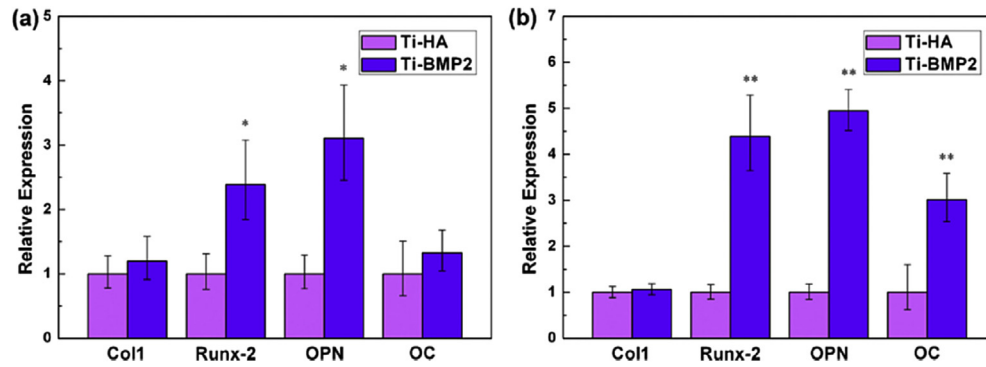 (a)
Relative Expression
5
4
3
2
1
0
Ti-HA
Ti-BMP2
*
*
Col1 Runx-2 OPN OC
(b)
Relative Expression
7
6
5
4
3
2
1
0
Ti-HA
Ti-BMP2
**
**
**
Col1 Runx-2 OPN OC